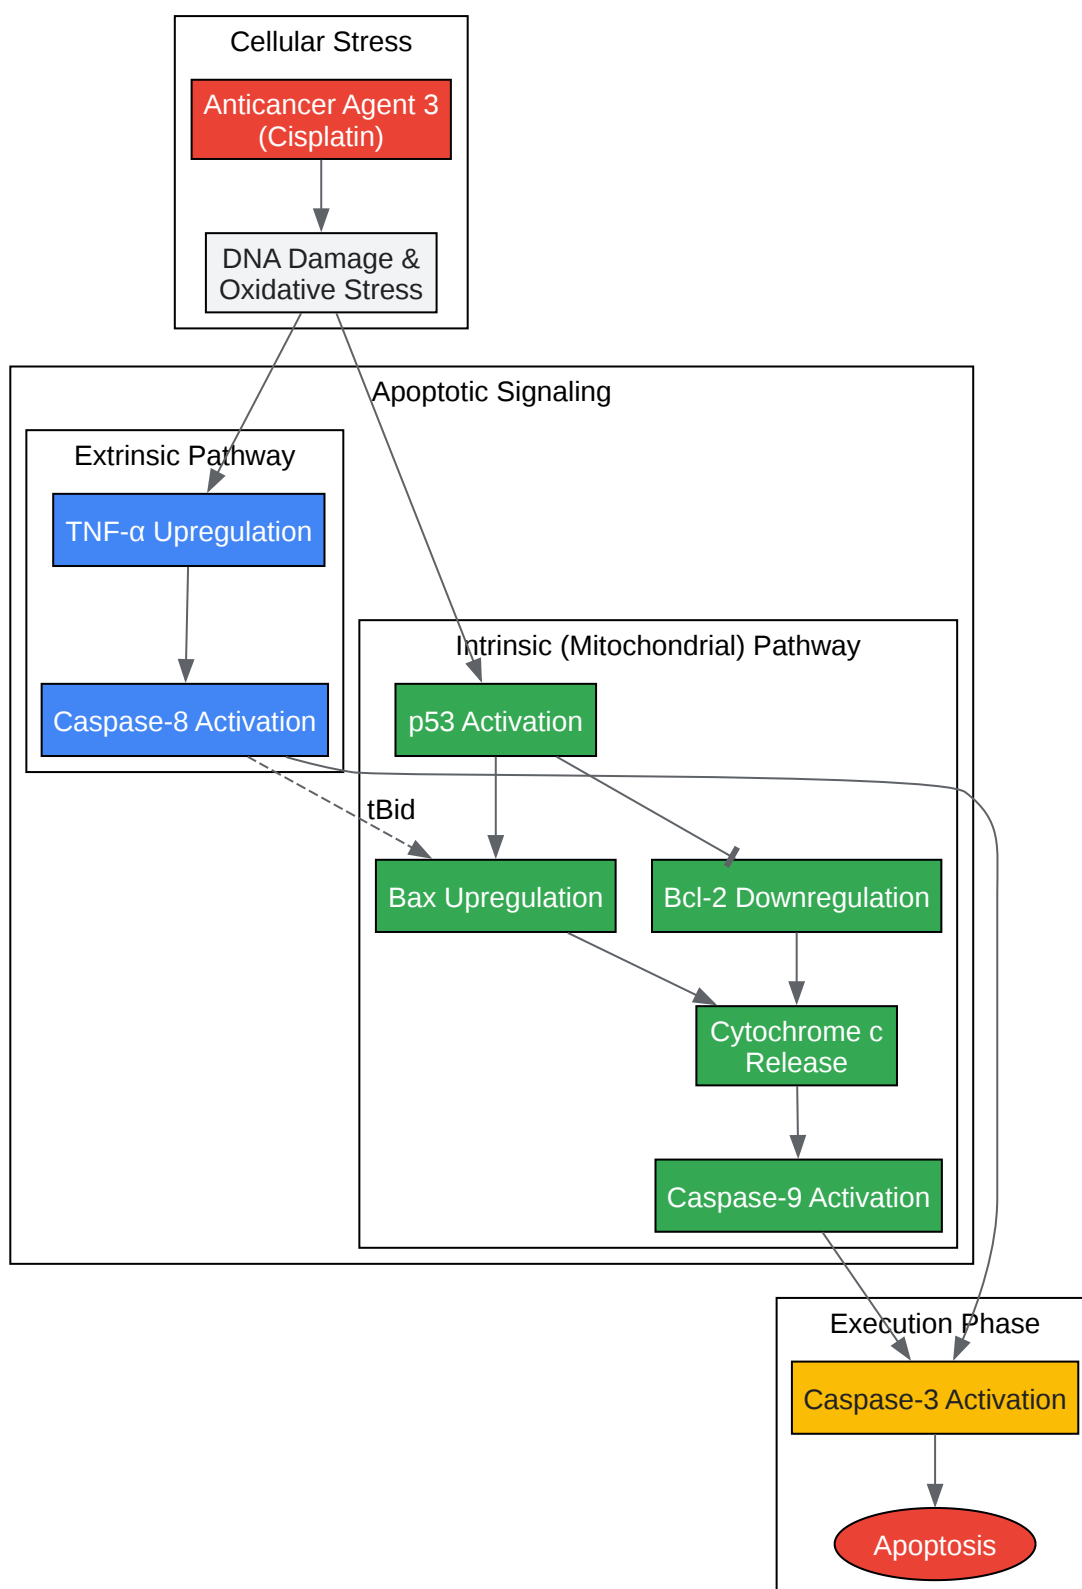 Cellular Stress
Anticancer Agent 3
(Cisplatin)
DNA Damage &
Oxidative Stress
Apoptotic Signaling
Extrinsic Pathway
TNF-α Upregulation
Caspase-8 Activation
Intrinsic (Mitochondrial) Pathway
p53 Activation
tBid
Bax Upregulation
Bcl-2 Downregulation
Cytochrome c
Release
Caspase-9 Activation
Execution Phase
Caspase-3 Activation
Apoptosis